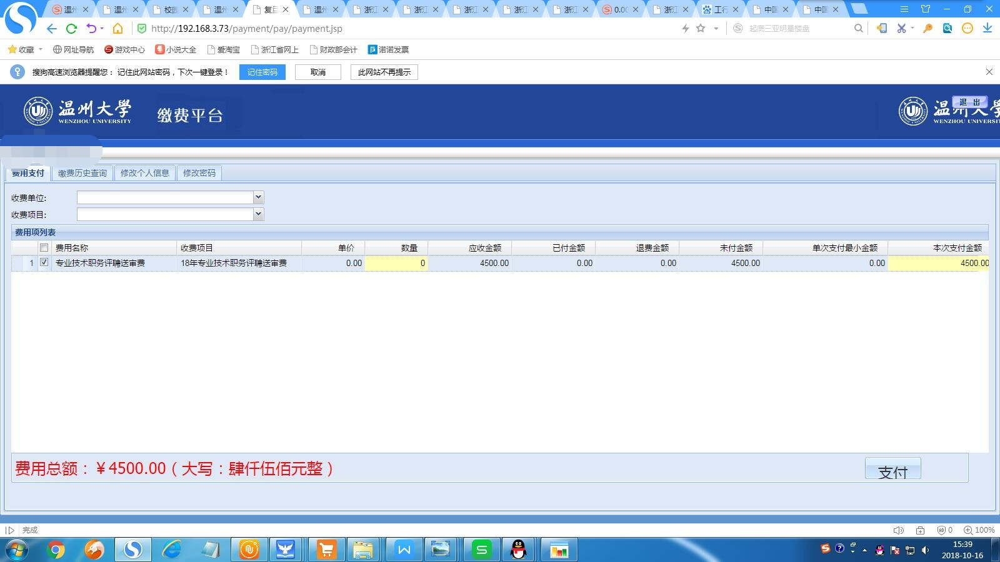 温州 温州 校园 温州 复旦 温州 浙江 浙江 浙江 浙江 浙江 0.00 浙江 工行 中国 中国
http://192.168.3.73/payment/pay/payment.jsp 起底三亚明星楼盘
收藏 网址导航 游戏中心 小说大全 爱淘宝 浙江省网上 财政部会计 诺诺发票
搜狗高速浏览器提醒您：记住此网站密码，下次一键登录！ 记住密码 取消 此网站不再提示
温州大学 WENZHOU UNIVERSITY 缴费平台 温州大学 WENZHOU UNIVERS 退 出
费用支付 缴费历史查询 修改个人信息 修改密码
收费单位:
收费项目:
费用项列表
费用名称 收费项目 单价 数量 应收金额 已付金额 退费金额 未付金额 单次支付最小金额 本次支付金额
1 专业技术职务评聘送审费 18年专业技术职务评聘送审费 0.00 0 4500.00 0.00 0.00 4500.00 0.00 4500.00
费用总额：￥4500.00（大写：肆仟伍佰元整） 支付
完成 0 100%
15:39
2018-10-16